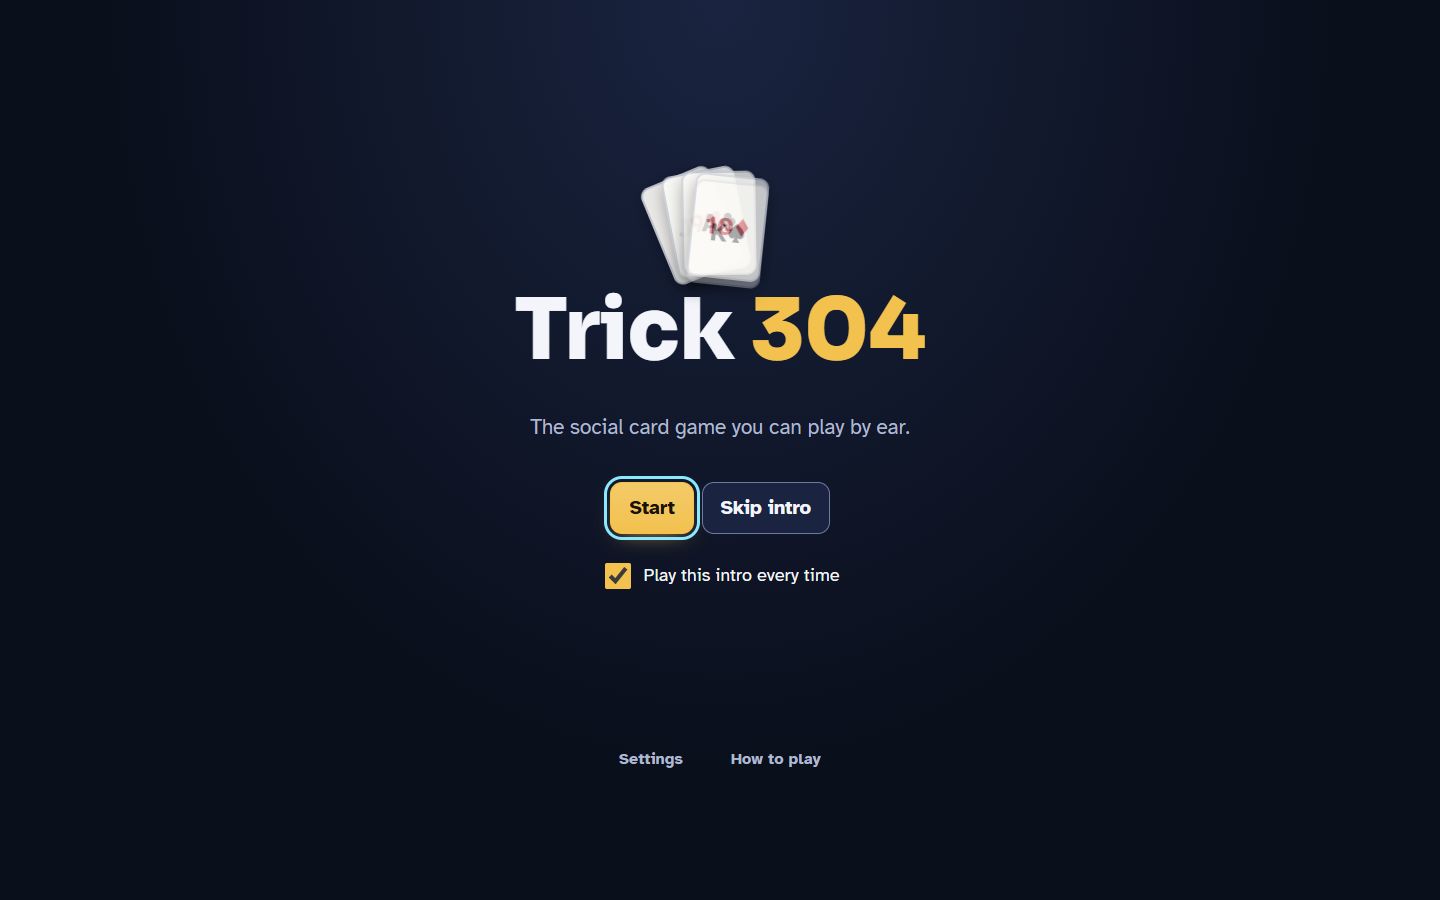 Trick 304
The social card game you can play by ear.
Start
Skip intro
Play this intro every time
Settings
How to play